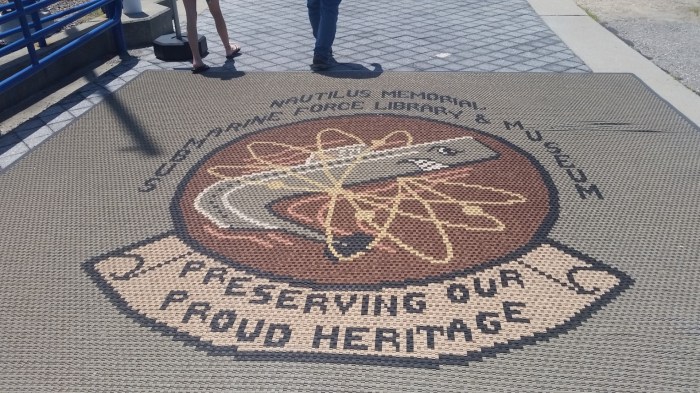 NAUTILUS MEMORIAL
SUBMARINE FORCE LIBRARY & MUSEUM
PRESERVING OUR
PROUD HERITAGE